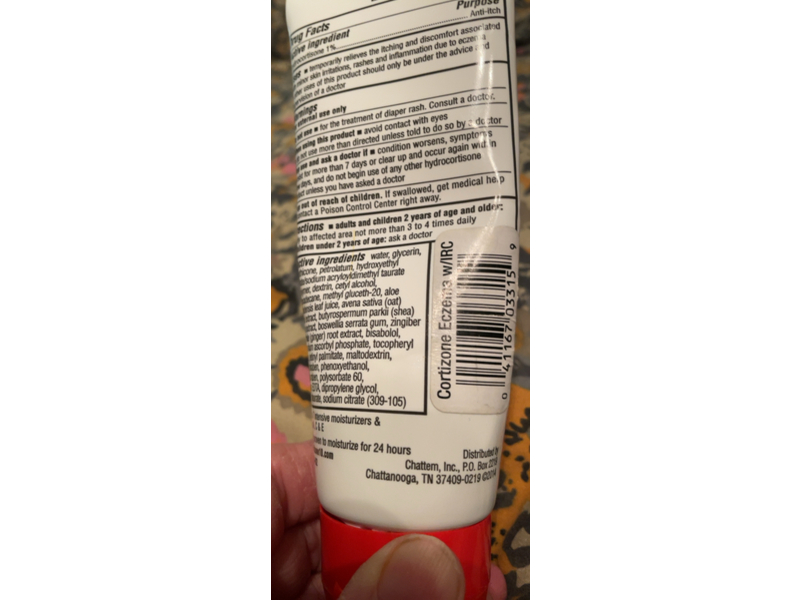 Purpose
Drug Facts
Anti-itch
ingredient
1%
■ temporarily relieves the itching and discomfort associated
minor skin irritations, rashes and inflammation due to eczema
uses of this product should only be under the advice and
of a doctor
use only
■ for the treatment of diaper rash. Consult a doctor.
using this product ■ avoid contact with eyes
not use more than directed unless told to do so by a doctor
use and ask a doctor if ■ condition worsens, symptoms
for more than 7 days or clear up and occur again within
days, and do not begin use of any other hydrocortisone
unless you have asked a doctor
out of reach of children. If swallowed, get medical help
contact a Poison Control Center right away.
■ adults and children 2 years of age and older:
to affected area not more than 3 to 4 times daily
children under 2 years of age: ask a doctor
ingredients water, glycerin,
petrolatum, hydroxyethyl
acryloyldimethyl taurate
dextrin, cetyl alcohol,
methyl gluceth-20, aloe
leaf juice, avena sativa (oat)
butyrospermum parkii (shea)
boswellia serrata gum, zingiber
(ginger) root extract, bisabolol,
ascorbyl phosphate, tocopheryl
palmitate, maltodextrin,
phenoxyethanol,
polysorbate 60,
dipropylene glycol,
sodium citrate (309-105)
Cortizone Eczema w/IRC
0 41167 03315 9
intensive moisturizers &
C & E
to moisturize for 24 hours
Distributed by
Chattem, Inc., P.O. Box
Chattanooga, TN 37409-0219 ©2014